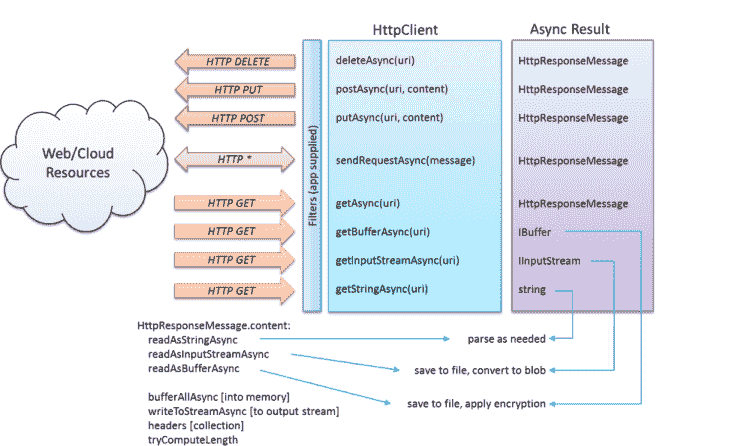 HttpClient
Async Result
HTTP DELETE
deleteAsync(uri)
HttpResponseMessage
HTTP PUT
postAsync(uri, content)
HttpResponseMessage
HTTP POST
putAsync(uri, content)
HttpResponseMessage
Web/Cloud
Resources
HTTP *
sendRequestAsync(message)
HttpResponseMessage
Filters (app supplied)
HTTP GET
getAsync(uri)
HttpResponseMessage
HTTP GET
getBufferAsync(uri)
IBuffer
HTTP GET
getInputStreamAsync(uri)
IInputStream
HTTP GET
getStringAsync(uri)
string
HttpResponseMessage.content:
readAsStringAsync
parse as needed
readAsInputStreamAsync
save to file, convert to blob
readAsBufferAsync
save to file, apply encryption
bufferAllAsync [into memory]
writeToStreamAsync [to output stream]
headers [collection]
tryComputeLength